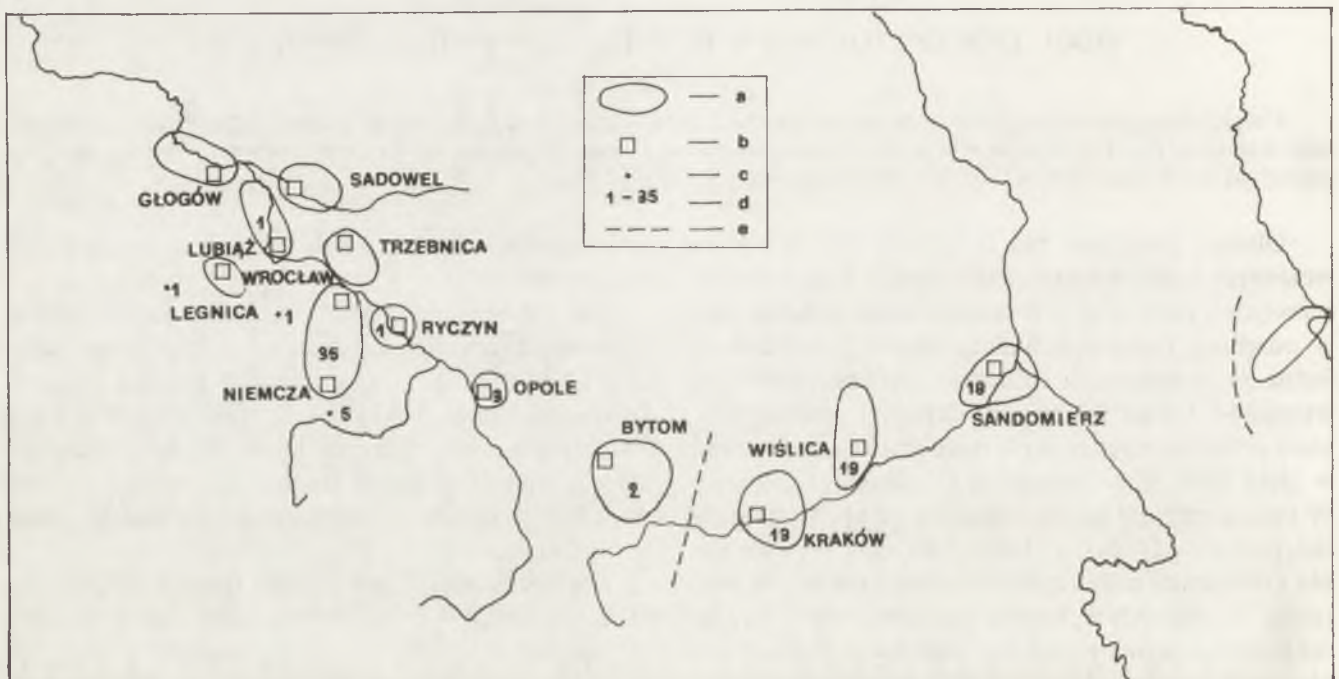 a
b
c
1 – 35 d
e
SADOWEL
GŁOGÓW
1
LUBIĄŻ
TRZEBNICA
WROCŁAW
1
LEGNICA
1
1
RYCZYN
35
NIEMCZA
5
3
OPOLE
BYTOM
2
WIŚLICA
19
19
KRAKÓW
18
SANDOMIERZ